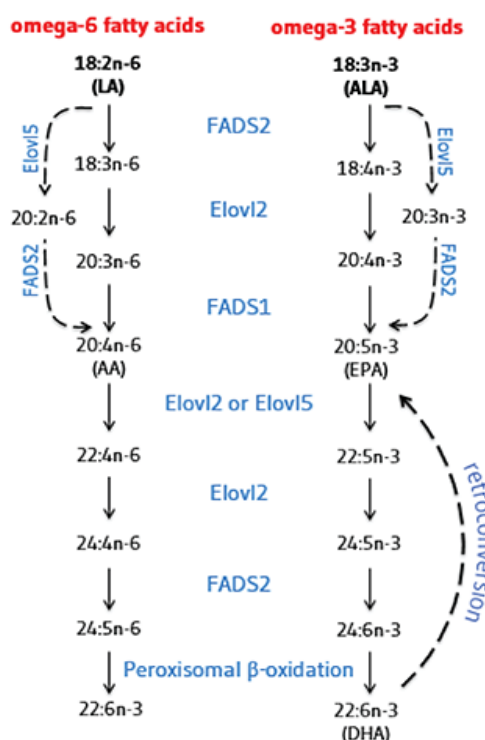 omega-6 fatty acids omega-3 fatty acids
18:2n-6 18:3n-3
(LA) (ALA)
Elovl5 FADS2 Elovl5
18:3n-6 18:4n-3
20:2n-6 Elovl2 20:3n-3
FADS2 20:3n-6 20:4n-3 FADS2
FADS1
20:4n-6 20:5n-3
(AA) (EPA)
Elovl2 or Elovl5
22:4n-6 22:5n-3
Elovl2
24:4n-6 24:5n-3
retroconversion
FADS2
24:5n-6 24:6n-3
Peroxisomal β-oxidation
22:6n-3 22:6n-3
(DHA)